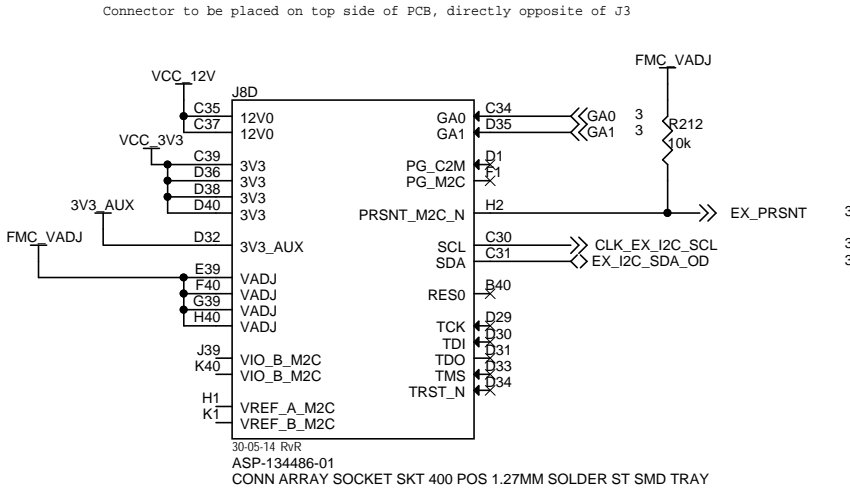 Connector to be placed on top side of PCB, directly opposite of J3
FMC_VADJ
VCC_12V
J8D
C35 12V0 GA0 C34 GA0 3
C37 12V0 GA1 D35 GA1 3
R212
10k
VCC_3V3
C39 3V3 PG_C2M D1
D36 3V3 PG_M2C F1
D38 3V3
D40 3V3 PRSNT_M2C_N H2 EX_PRSNT 3
3V3_AUX
D32 3V3_AUX SCL C30 CLK_EX_I2C_SCL 3
SDA C31 EX_I2C_SDA_OD 3
FMC_VADJ
E39 VADJ
F40 VADJ RES0 B40
G39 VADJ
H40 VADJ TCK D29
TDI D30
J39 VIO_B_M2C TDO D31
K40 VIO_B_M2C TMS D33
TRST_N D34
H1 VREF_A_M2C
K1 VREF_B_M2C
30-05-14 RvR
ASP-134486-01
CONN ARRAY SOCKET SKT 400 POS 1.27MM SOLDER ST SMD TRAY